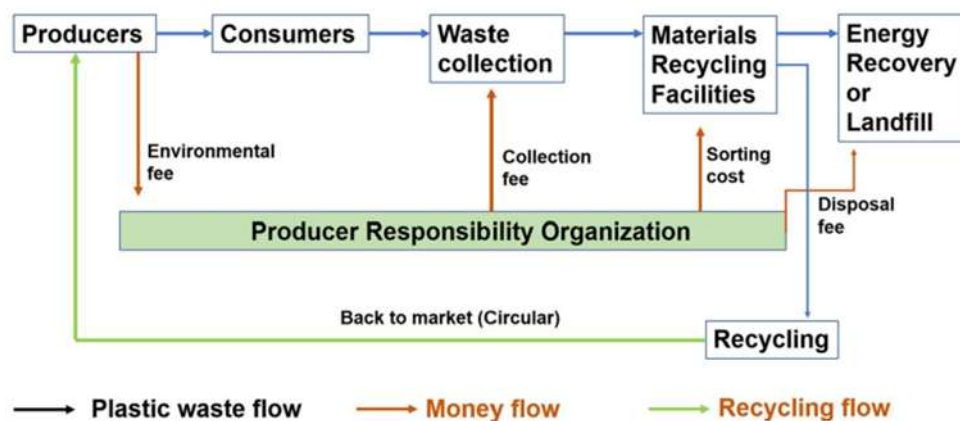 Producers
Consumers
Waste
collection
Materials
Recycling
Facilities
Energy
Recovery
or
Landfill
Environmental
fee
Collection
fee
Sorting
cost
Disposal
fee
Producer Responsibility Organization
Back to market (Circular)
Recycling
Plastic waste flow
Money flow
Recycling flow